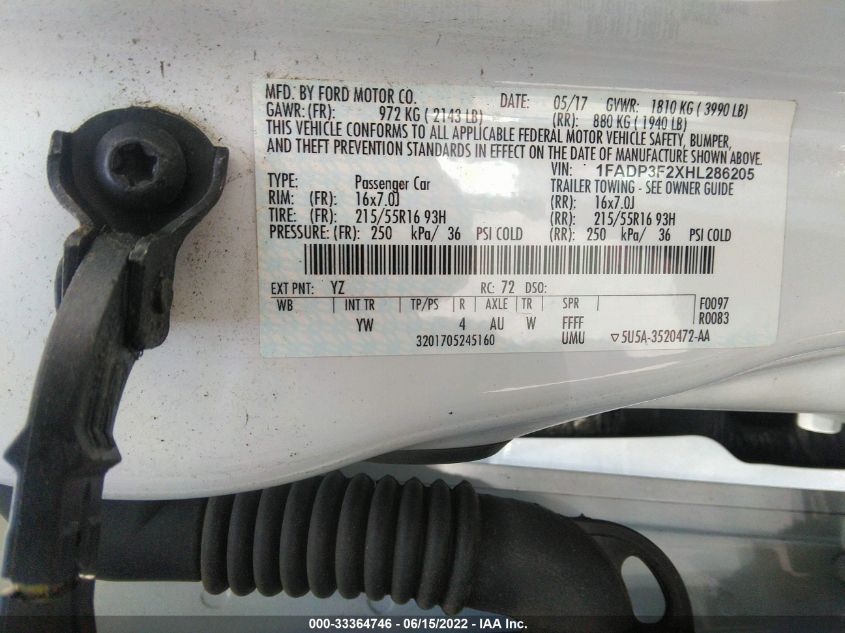 MFD. BY FORD MOTOR CO. DATE: 05/17 GVWR: 1810 KG ( 3990 LB)
GAWR: (FR): 972 KG ( 2143 LB) (RR): 880 KG ( 1940 LB)
THIS VEHICLE CONFORMS TO ALL APPLICABLE FEDERAL MOTOR VEHICLE SAFETY, BUMPER,
AND THEFT PREVENTION STANDARDS IN EFFECT ON THE DATE OF MANUFACTURE SHOWN ABOVE.
VIN: 1FADP3F2XHL286205
TYPE: Passenger Car TRAILER TOWING - SEE OWNER GUIDE
RIM: (FR): 16x7.0J (RR): 16x7.0J
TIRE: (FR): 215/55R16 93H (RR): 215/55R16 93H
PRESSURE: (FR): 250 kPa/ 36 PSI COLD (RR): 250 kPa/ 36 PSI COLD
EXT PNT: YZ RC: 72 DSO:
WB INT TR TP/PS R AXLE TR SPR F0097
YW 4 AU W FFFF R0083
3201705245160 UMU ▽5U5A-3520472-AA
000-33364746 - 06/15/2022 - IAA Inc.